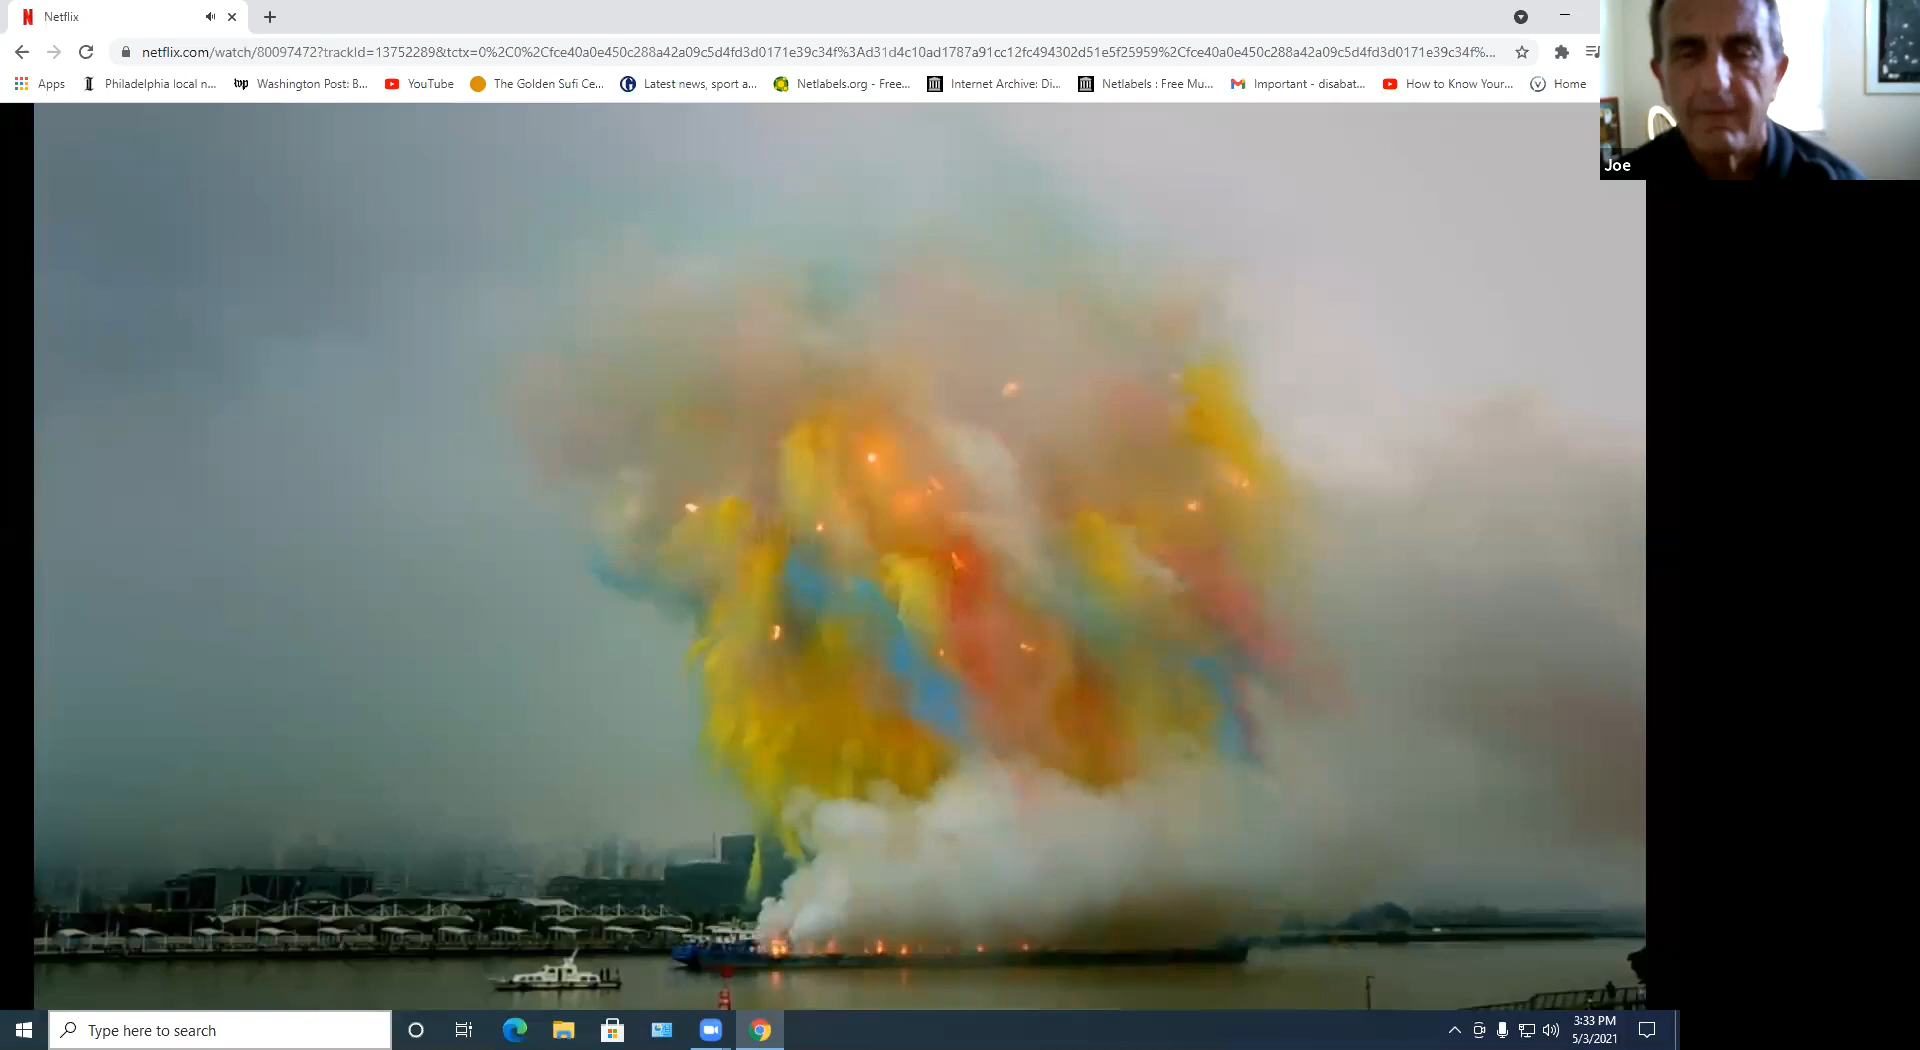 Netflix
netflix.com/watch/80097472?trackId=13752289&tctx=0%2C0%2Cfce40a0e450c288a42a09c5d4fd3d0171e39c34f%3Ad31d4c10ad1787a91cc12fc494302d51e5f25959%2Cfce40a0e450c288a42a09c5d4fd3d0171e39c34f%...
Apps Philadelphia local n... wp Washington Post: B... YouTube The Golden Sufi Ce... Latest news, sport a... Netlabels.org - Free... Internet Archive: Di... Netlabels : Free Mu... Important - disabat... How to Know Your... Home
Joe
Type here to search
3:33 PM
5/3/2021